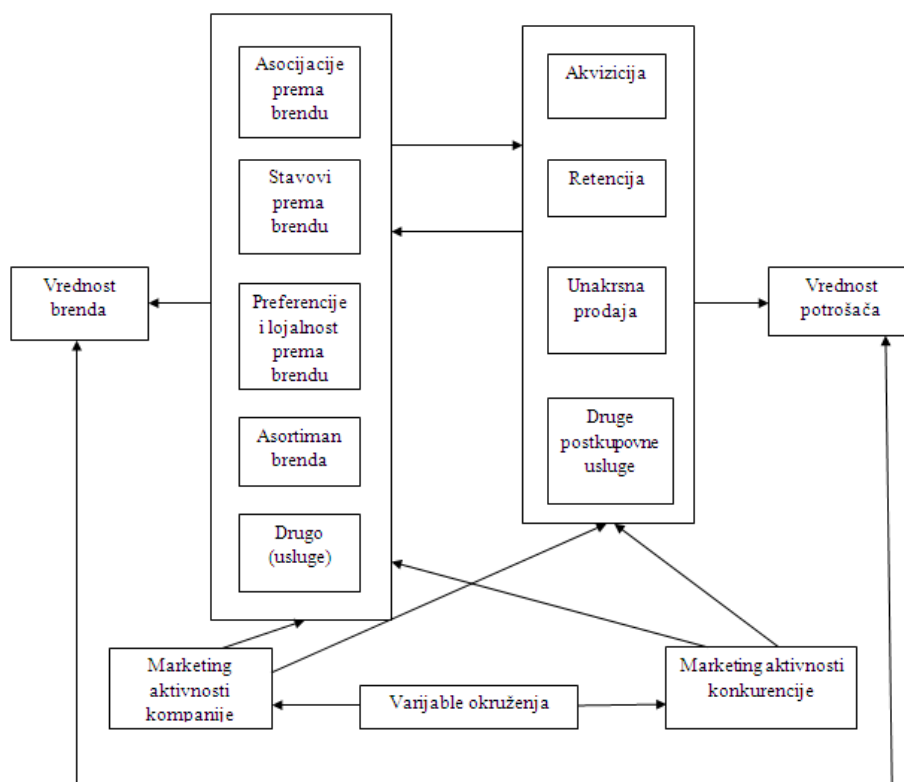 Asocijacije
prema
brendu
Stavovi
prema
brendu
Preferencije
i lojalnost
prema
brendu
Asortiman
brenda
Drugo
(usluge)
Akvizicija
Retencija
Unakrsna
prodaja
Druge
postkupovne
usluge
Vrednost
brenda
Vrednost
potrošača
Marketing
aktivnosti
kompanije
Varijable okruženja
Marketing aktivnosti
konkurencije